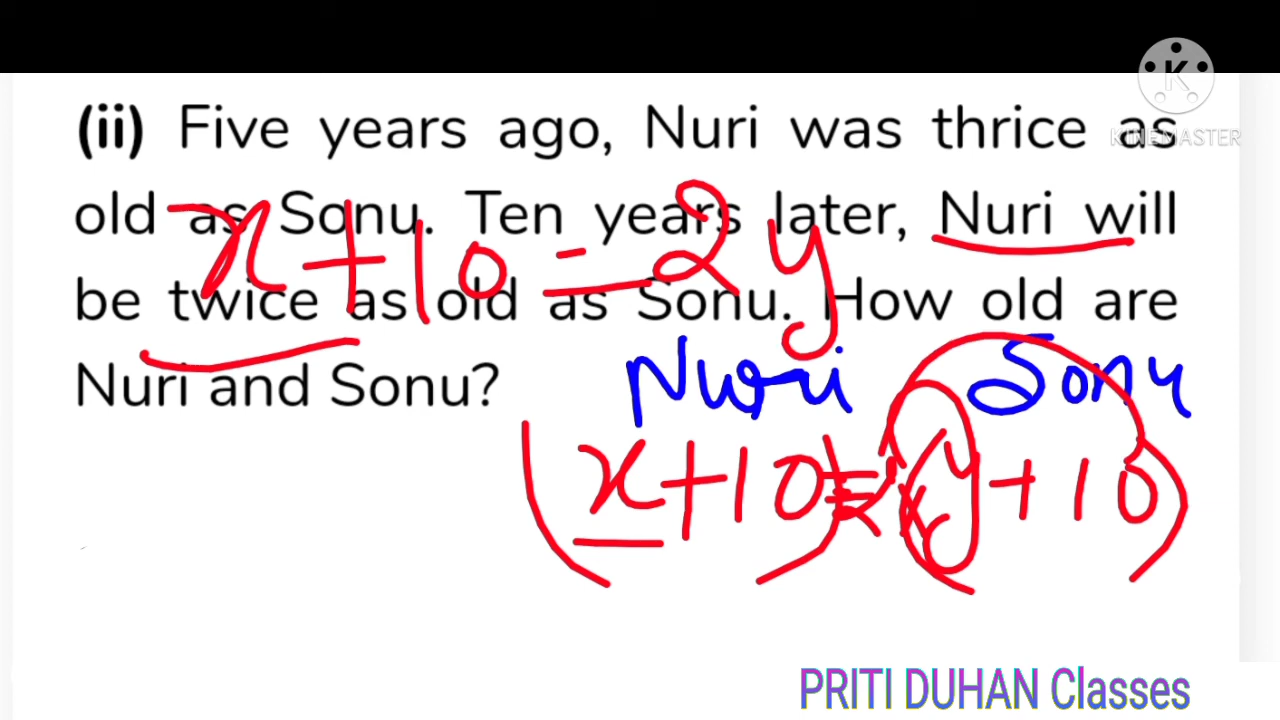 K
KINEMASTER
(ii) Five years ago, Nuri was thrice as
old as Sonu. Ten years later, Nuri will
x+10 = 2y
be twice as old as Sonu. How old are
Nuri and Sonu?
Nuri Sonu
(x+10) = (y+10)
PRITI DUHAN Classes